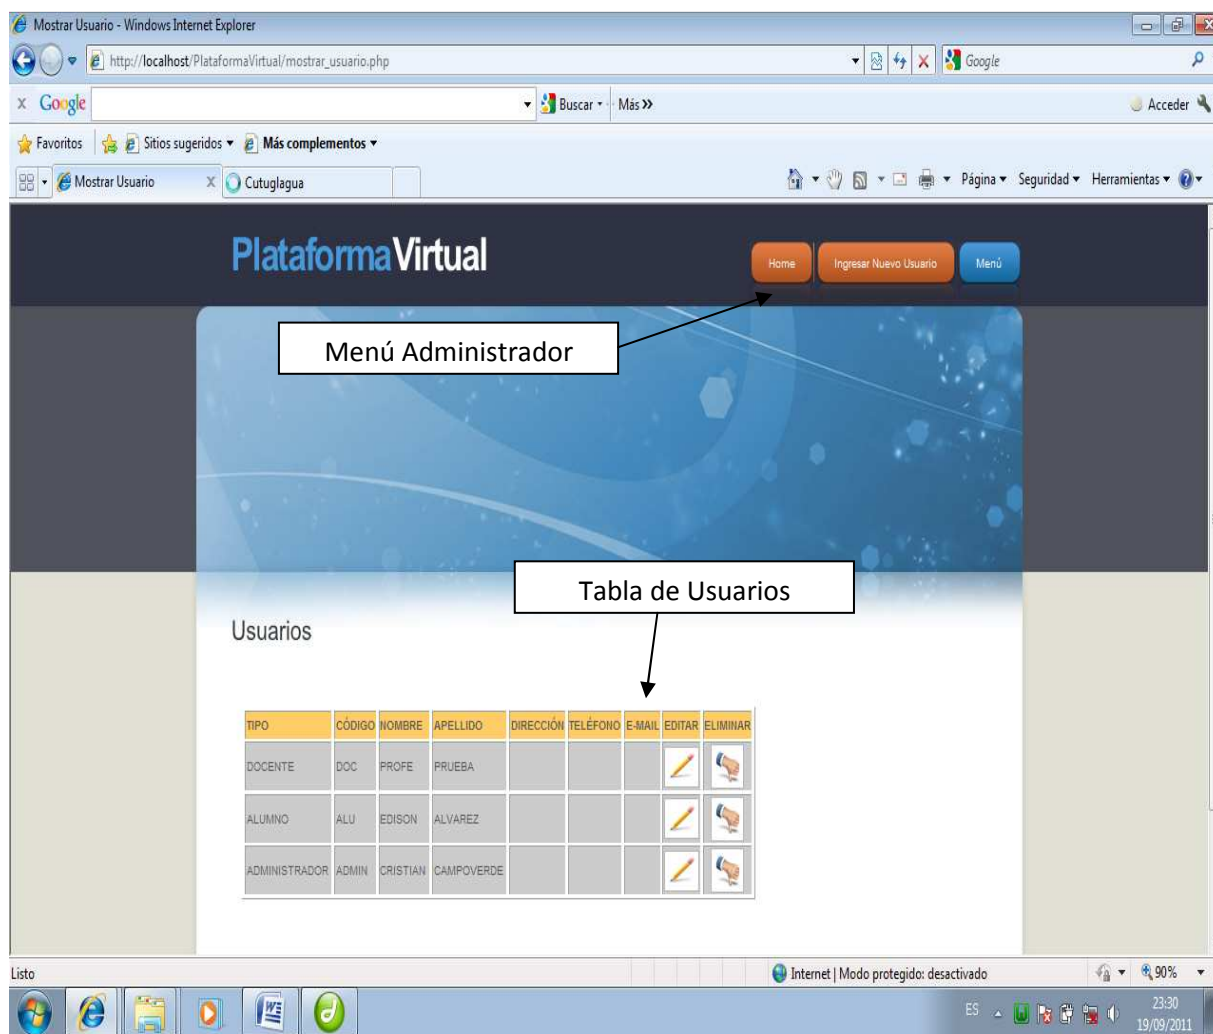 Mostrar Usuario - Windows Internet Explorer
http://localhost/PlataformaVirtual/mostrar_usuario.php
Google
x Google
Buscar
Más »
Acceder
Favoritos
Sitios sugeridos
Más complementos
Mostrar Usuario X
Cutuglagua
Página
Seguridad
Herramientas
PlataformaVirtual
Home
Ingresar Nuevo Usuario
Menú
Menú Administrador
Tabla de Usuarios
Usuarios
TIPO CÓDIGO NOMBRE APELLIDO DIRECCIÓN TELÉFONO E-MAIL EDITAR ELIMINAR
DOCENTE DOC PROFE PRUEBA
ALUMNO ALU EDISON ALVAREZ
ADMINISTRADOR ADMIN CRISTIAN CAMPOVERDE
Listo
Internet | Modo protegido: desactivado
90%
ES
23:30
19/09/2011